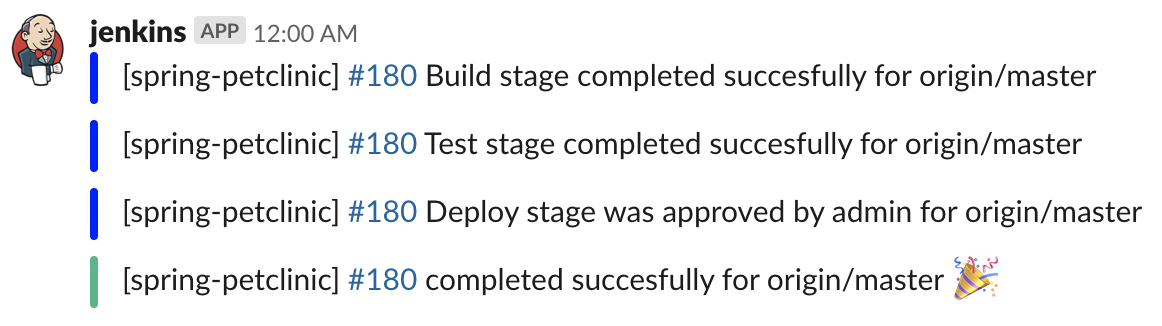 jenkins APP 12:00 AM
[spring-petclinic] #180 Build stage completed succesfully for origin/master
[spring-petclinic] #180 Test stage completed succesfully for origin/master
[spring-petclinic] #180 Deploy stage was approved by admin for origin/master
[spring-petclinic] #180 completed succesfully for origin/master 🎉